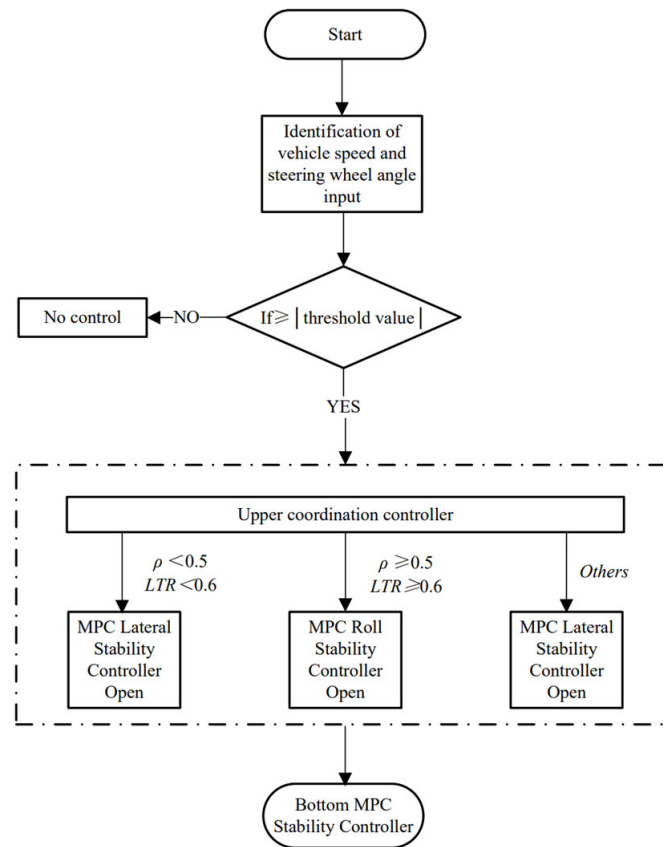 Start
Identification of
vehicle speed and
steering wheel angle
input
If≥|threshold value|
NO
No control
YES
Upper coordination controller
ρ<0.5
LTR<0.6
ρ≥0.5
LTR≥0.6
Others
MPC Lateral
Stability
Controller
Open
MPC Roll
Stability
Controller
Open
MPC Lateral
Stability
Controller
Open
Bottom MPC
Stability Controller